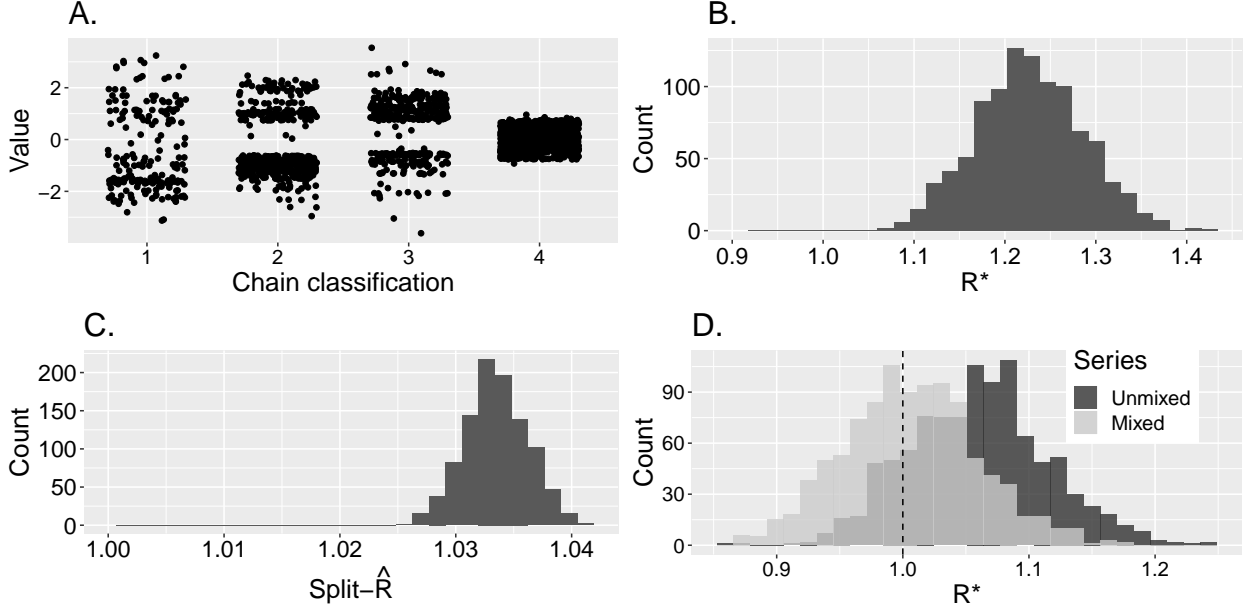 A.
Value
2
0
−2
1 2 3 4
Chain classification
B.
Count
100
50
0
0.9 1.0 1.1 1.2 1.3 1.4
R*
C.
Count
200
150
100
50
0
1.00 1.01 1.02 1.03 1.04
Split−R̂
D.
Count
90
60
30
0
0.9 1.0 1.1 1.2
R*
Series
Unmixed
Mixed